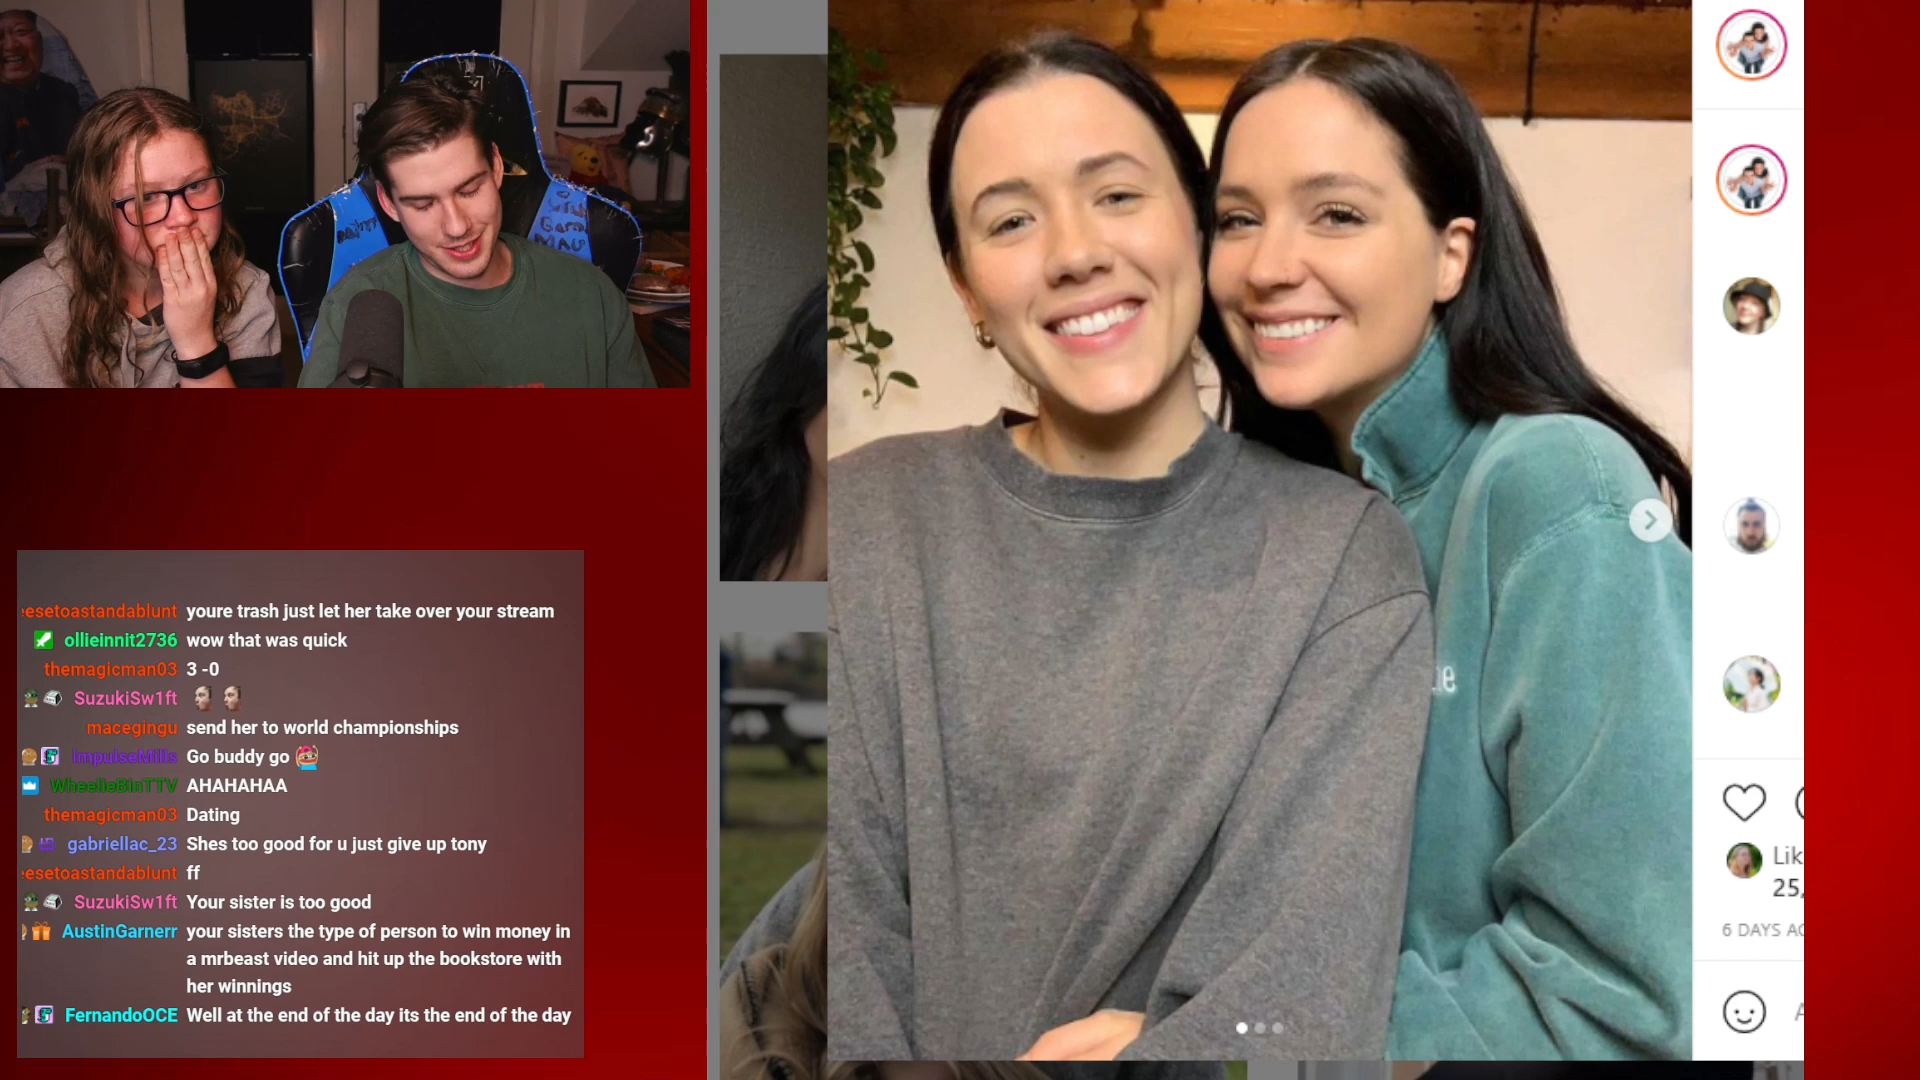 esetoastandablunt youre trash just let her take over your stream
ollieinnit2736 wow that was quick
themagicman03 3 -0
SuzukiSw1ft
macegingu send her to world championships
ImpulseMills Go buddy go
WheelieBinTTV AHAHAHAA
themagicman03 Dating
gabriellac_23 Shes too good for u just give up tony
esetoastandablunt ff
SuzukiSw1ft Your sister is too good
AustinGarnerr your sisters the type of person to win money in
a mrbeast video and hit up the bookstore with
her winnings
FernandoOCE Well at the end of the day its the end of the day
Lik
25,
6 DAYS AG